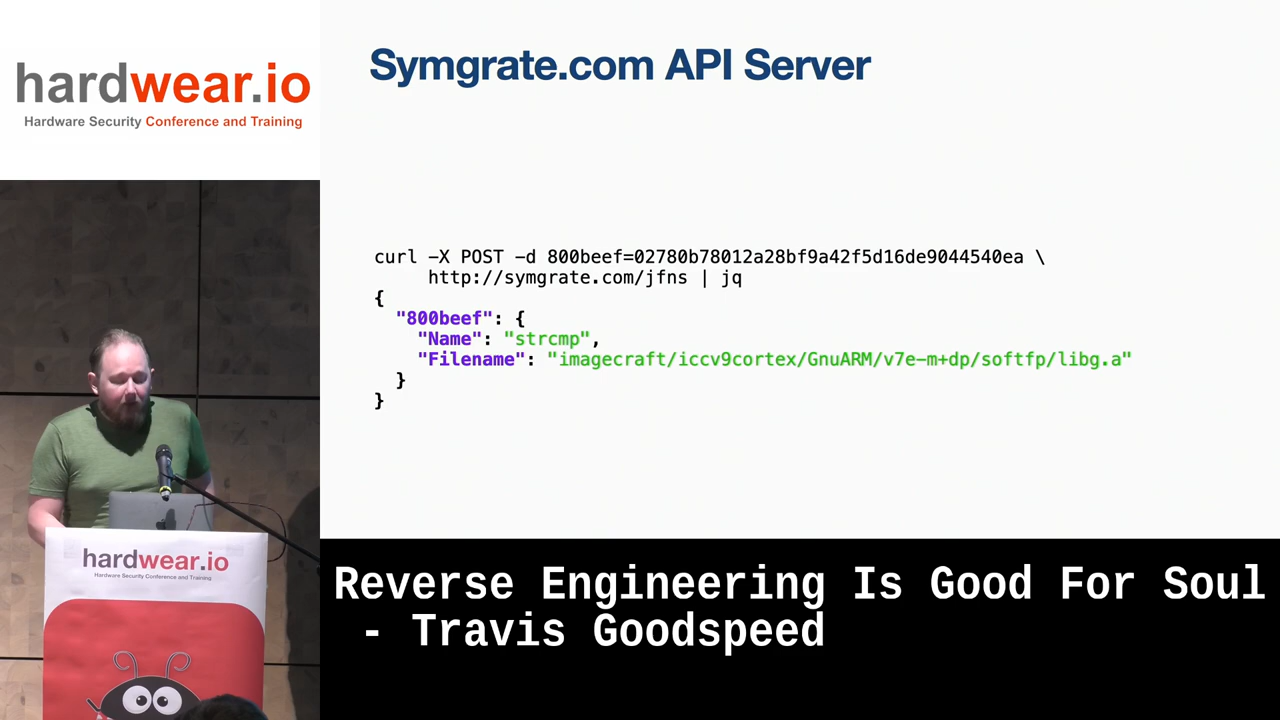 hardwear.io
Hardware Security Conference and Training
Symgrate.com API Server
curl -X POST -d 800beef=02780b78012a28bf9a42f5d16de9044540ea \
http://symgrate.com/jfns | jq
{
"800beef": {
"Name": "strcmp",
"Filename": "imagecraft/iccv9cortex/GnuARM/v7e-m+dp/softfp/libg.a"
}
}
hardwear.io
Hardware Security Conference and Training
Reverse Engineering Is Good For Soul
- Travis Goodspeed